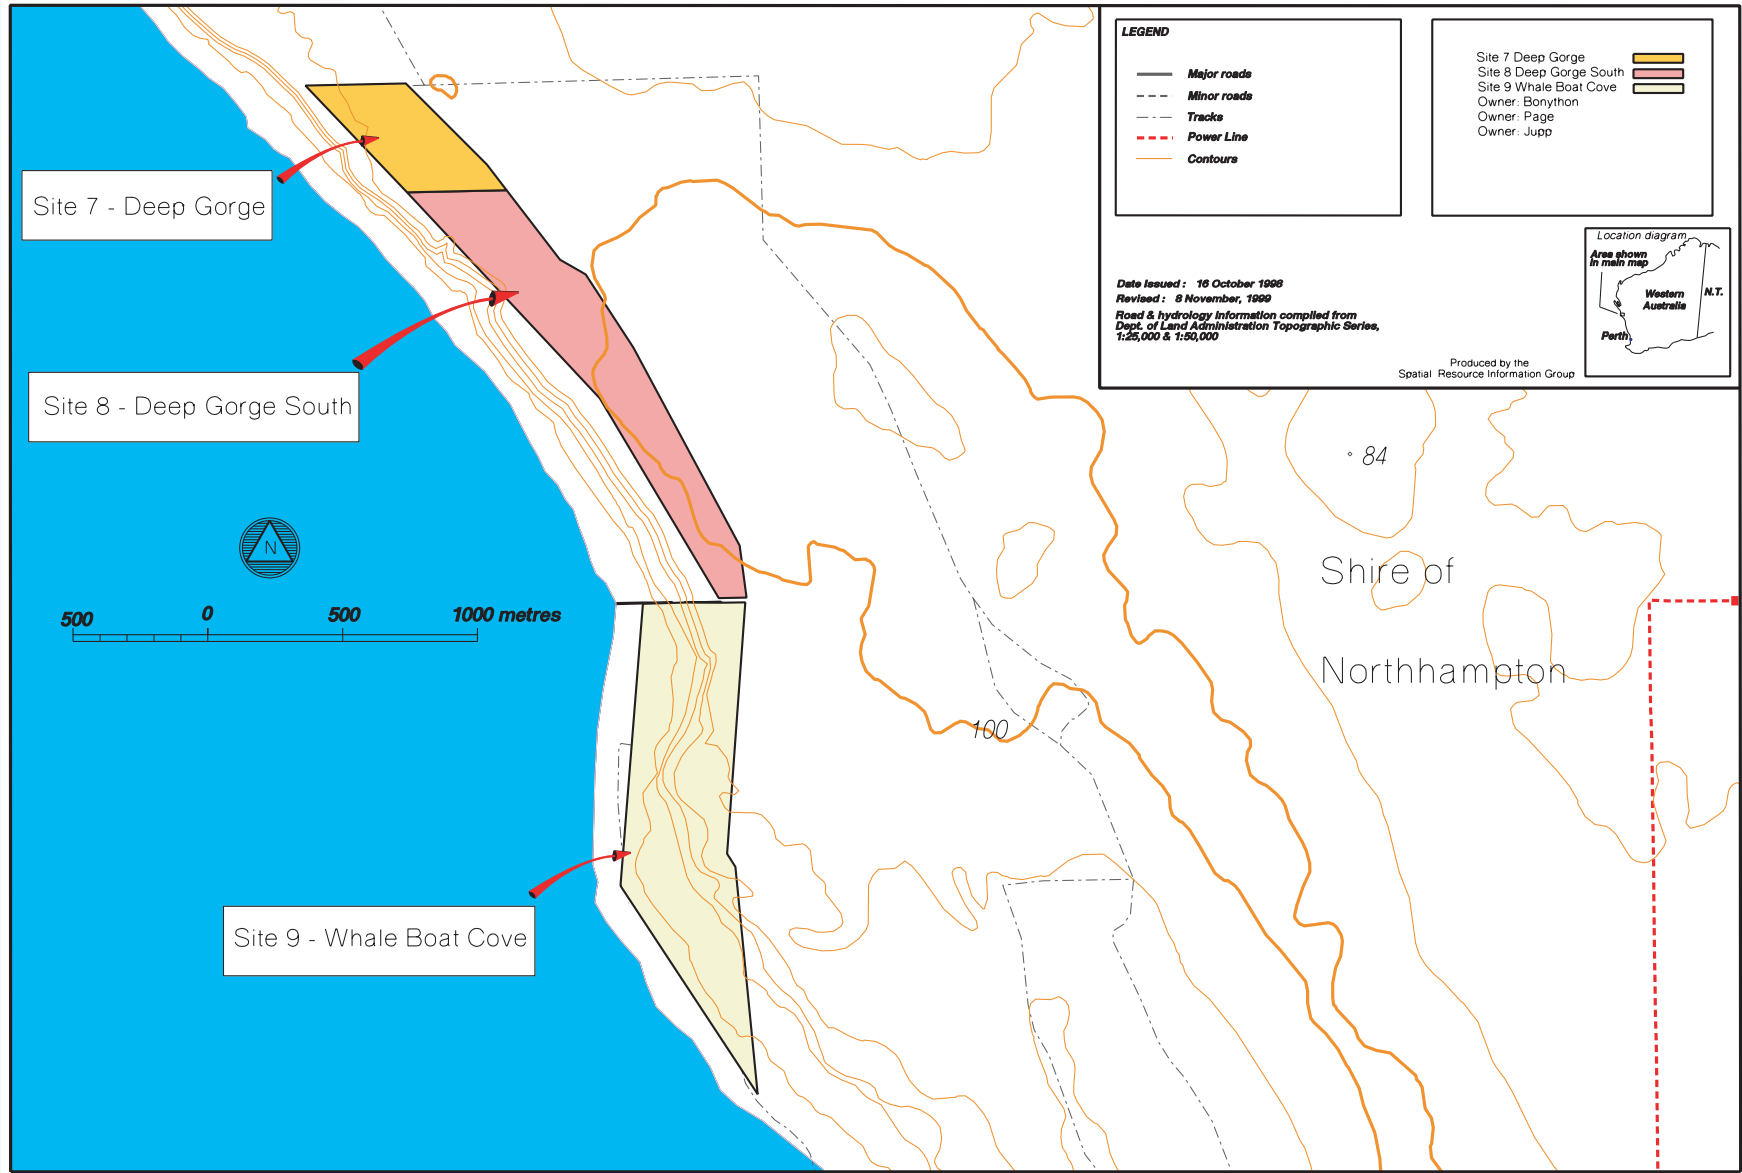 LEGEND
Major roads
Minor roads
Tracks
Power Line
Contours
Site 7 Deep Gorge
Site 8 Deep Gorge South
Site 9 Whale Boat Cove
Owner: Bonython
Owner: Page
Owner: Jupp
Date Issued : 16 October 1998
Revised : 8 November, 1999
Road & hydrology information compiled from
Dept. of Land Administration Topographic Series,
1:25,000 & 1:50,000
Produced by the
Spatial Resource Information Group
Location diagram
Area shown
in main map
Western
Australia
N.T.
Perth
Site 7 - Deep Gorge
Site 8 - Deep Gorge South
N
500 0 500 1000 metres
Site 9 - Whale Boat Cove
84
Shire of
Northhampton
100